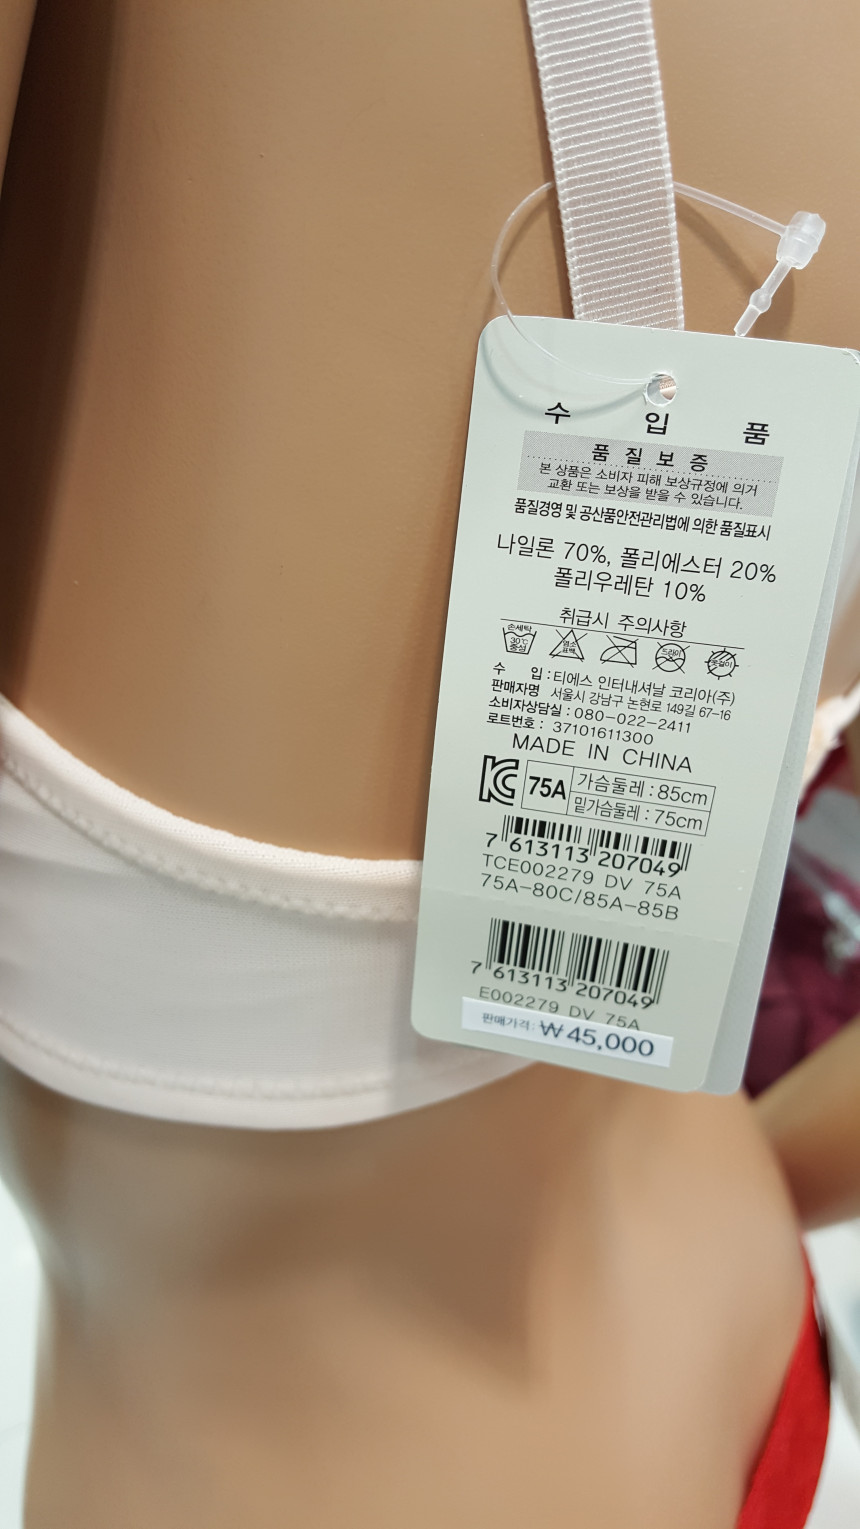 수 입 품
품 질 보 증
본 상품은 소비자 피해 보상규정에 의거
교환 또는 보상을 받을 수 있습니다.
품질경영 및 공산품안전관리법에 의한 품질표시
나일론 70%, 폴리에스터 20%
폴리우레탄 10%
취급시 주의사항
손세탁 30℃ 중성 염소 표백 드라이 옷걸이
수 입 : 티에스 인터내셔날 코리아(주)
판매자명 서울시 강남구 논현로 149길 67-16
소비자상담실 : 080-022-2411
로트번호 : 37101611300
MADE IN CHINA
75A 가슴둘레 : 85cm
밑가슴둘레 : 75cm
7 613113 207049
TCE002279 DV 75A
75A-80C/85A-85B
7 613113 207049
E002279 DV 75A
판매가격: ₩45,000